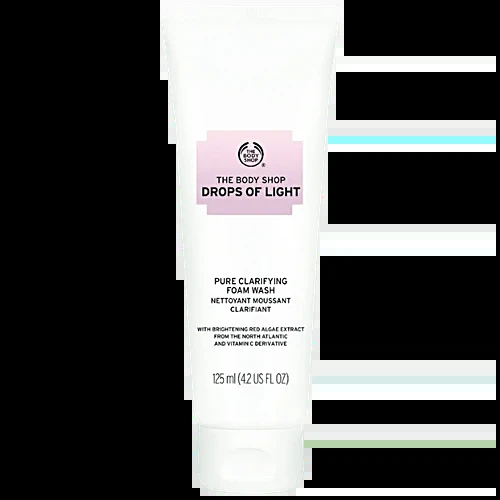 THE
BODY
SHOP
®
THE BODY SHOP
DROPS OF LIGHT
PURE CLARIFYING
FOAM WASH
NETTOYANT MOUSSANT
CLARIFIANT
WITH BRIGHTENING RED ALGAE EXTRACT
FROM THE NORTH ATLANTIC
AND VITAMIN C DERIVATIVE
125 ml (4.2 US FL OZ)